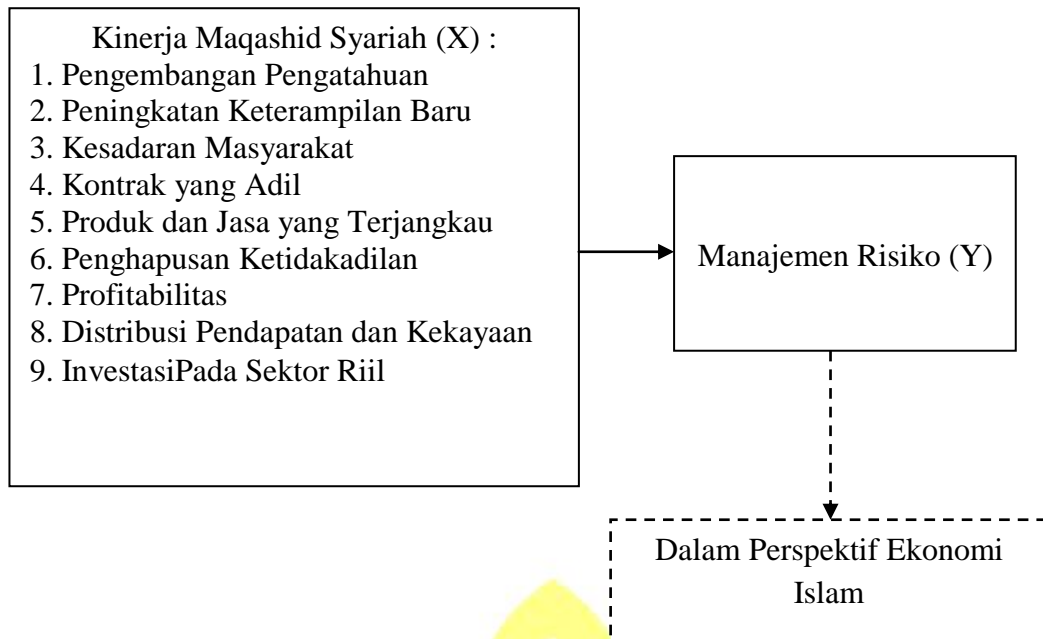 Kinerja Maqashid Syariah (X) :
1. Pengembangan Pengatahuan
2. Peningkatan Keterampilan Baru
3. Kesadaran Masyarakat
4. Kontrak yang Adil
5. Produk dan Jasa yang Terjangkau
6. Penghapusan Ketidakadilan
7. Profitabilitas
8. Distribusi Pendapatan dan Kekayaan
9. InvestasiPada Sektor Riil
Manajemen Risiko (Y)
Dalam Perspektif Ekonomi
Islam